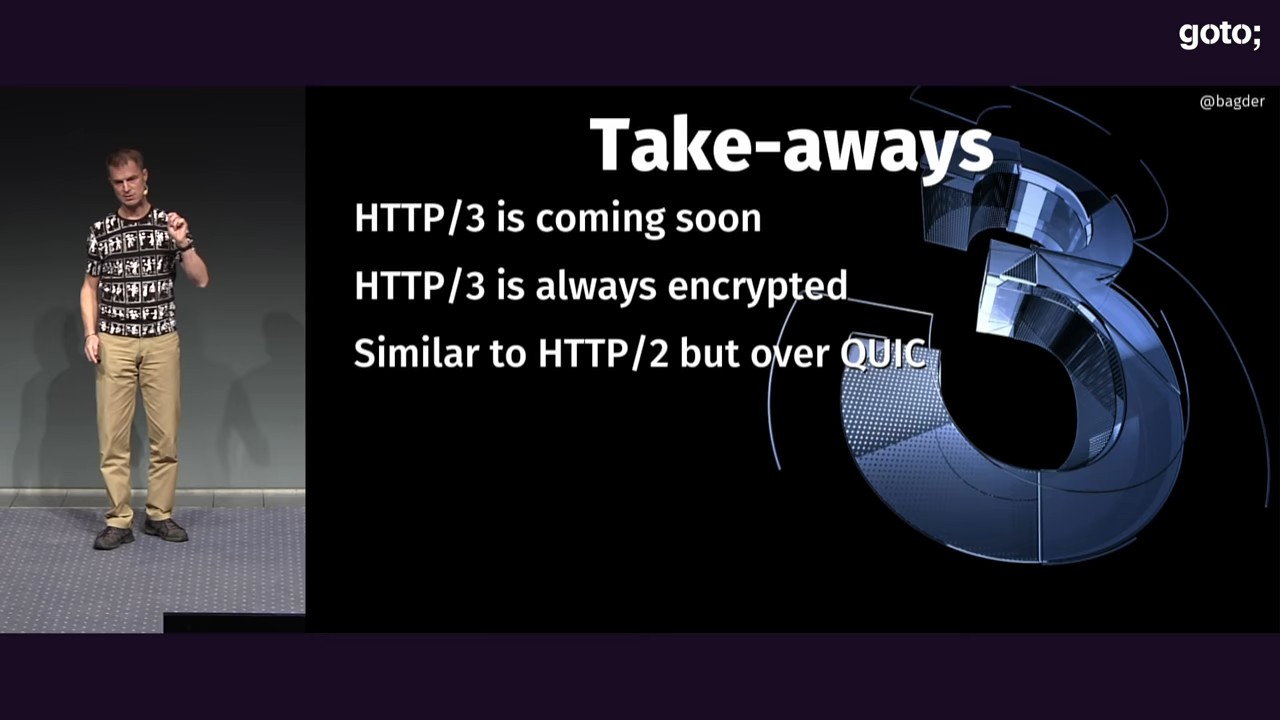 goto;
@bagder
Take-aways
HTTP/3 is coming soon
HTTP/3 is always encrypted
Similar to HTTP/2 but over QUIC